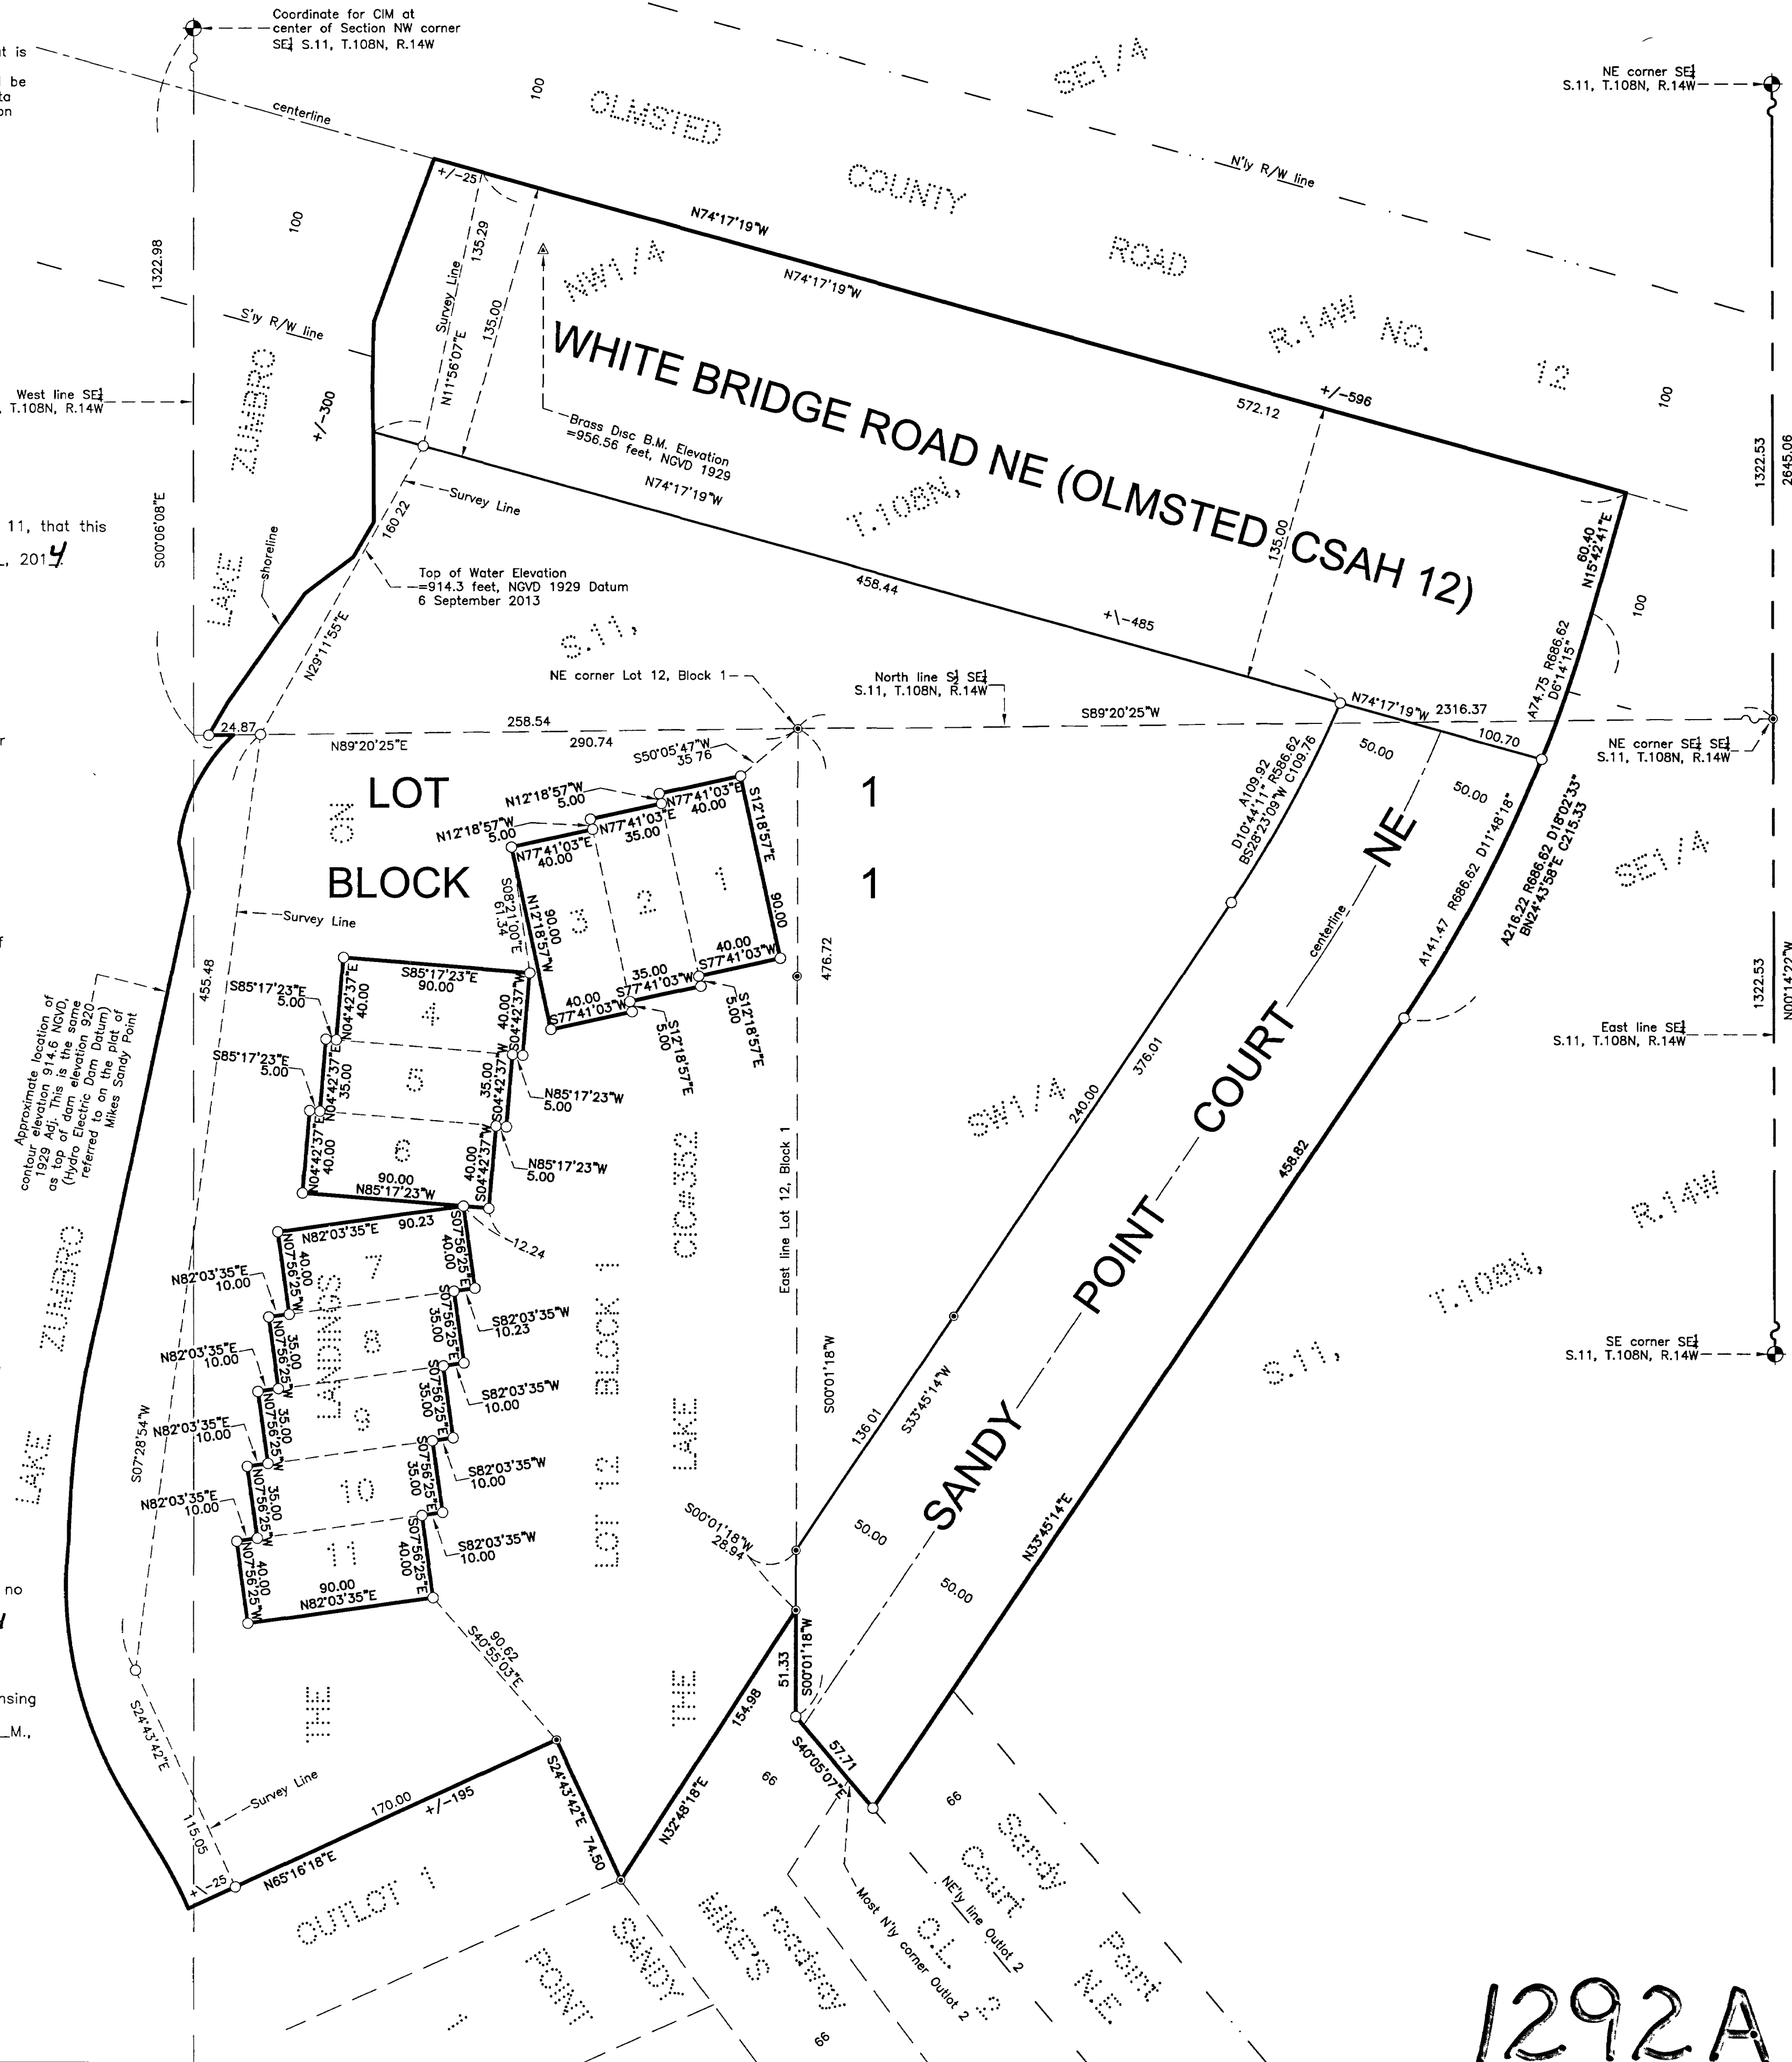 Coordinate for CIM at
center of Section NW corner
SE¼ S.11, T.108N, R.14W
t is
be
ta
on
centerline
100
OLMSTED
SE1/4
NE corner SE¼
S.11, T.108N, R.14W
N'ly R/W line
COUNTY
ROAD
NO.
12
R.14W
NW1/4
100
1322.98
S'ly R/W line
+/-25
135.29
Survey Line
N11°56'07"E
135.00
N74°17'19"W
N74°17'19"W
WHITE BRIDGE ROAD NE (OLMSTED CSAH 12)
+/-596
572.12
100
1322.53
2645.06
West line SE¼
, T.108N, R.14W
LAKE ZUMBRO
+/-300
Brass Disc B.M. Elevation
=956.56 feet, NGVD 1929
N74°17'19"W
T.108N,
135.00
60.40
N15°42'41"E
100
S00°06'08"E
Survey Line
160.22
11, that this
, 2014.
shoreline
Top of Water Elevation
=914.3 feet, NGVD 1929 Datum
6 September 2013
N29°11'55"E
458.44
+\-485
S.11,
A74.75 R686.62
D6°14'15"
NE corner Lot 12, Block 1
North line S½ SE¼
S.11, T.108N, R.14W
24.87
258.54
N89°20'25"E
290.74
S89°20'25"W
N74°17'19"W
2316.37
100.70
50.00
50.00
NE corner SE¼ SE¼
S.11, T.108N, R.14W
S50°05'47"W
35.76
LOT 1
BLOCK 1
ON
N12°18'57"W
5.00
N77°41'03"E
40.00
N12°18'57"W
5.00
N77°41'03"E
35.00
N77°41'03"E
40.00
S12°18'57"E
90.00
3
2
1
90.00
N12°18'57"W
S08°21'00"E
61.34
40.00
S77°41'03"W
35.00
S77°41'03"W
40.00
S77°41'03"W
S12°18'57"E
5.00
S12°18'57"E
5.00
A109.92
D10°44'11" R586.62
BS28°23'09"W C109.76
A141.47 R686.62 D11°48'18"
A216.22 R686.62 D18°02'33"
BN24°43'58"E C215.33
SE1/4
Survey Line
455.48
476.72
Approximate location of
contour elevation 914.6 NGVD,
1929 Adj. This is the same
as top of dam elevation 920
(Hydro Electric Dam Datum)
referred to on the plat of
Mikes Sandy Point
S85°17'23"E
90.00
S85°17'23"E
5.00
N04°42'37"E
40.00
4
40.00
S04°42'37"W
S85°17'23"E
5.00
N04°42'37"E
35.00
5
35.00
S04°42'37"W
N85°17'23"W
5.00
N04°42'37"E
40.00
6
40.00
S04°42'37"W
N85°17'23"W
5.00
90.00
N85°17'23"W
12.24
CIC#352
East line Lot 12, Block 1
SW1/4
240.00
376.01
centerline
SANDY POINT COURT NE
458.82
East line SE¼
S.11, T.108N, R.14W
1322.53
N00°14'22"W
R.14W
T.108N,
S.11,
SE corner SE¼
S.11, T.108N, R.14W
N82°03'35"E
90.23
N07°56'25"W
40.00
7
S07°56'25"E
40.00
N82°03'35"E
10.00
S82°03'35"W
10.23
N07°56'25"W
35.00
8
S07°56'25"E
35.00
N82°03'35"E
10.00
S82°03'35"W
10.00
N07°56'25"W
35.00
9
S07°56'25"E
35.00
N82°03'35"E
10.00
S82°03'35"W
10.00
N07°56'25"W
35.00
10
S07°56'25"E
35.00
N82°03'35"E
10.00
S82°03'35"W
10.00
N07°56'25"W
40.00
11
S07°56'25"E
40.00
90.00
N82°03'35"E
LANDINGS
LOT 12 BLOCK 1
LAKE
THE
THE
LAKE ZUMBRO
S07°28'54"W
S00°01'18"W
136.01
S33°45'14"W
S00°01'18"W
28.94
50.00
50.00
N33°45'14"E
90.62
S40°55'03"E
no
nsing
M.,
S24°43'42"E
Survey Line
115.05
+\-25
170.00
+/-195
N65°16'18"E
S24°43'42"E 74.50
154.98
N32°48'18"E
51.33
S00°01'18"W
57.71
S40°05'07"E
66
66
Sandy Point
Court N.E.
OUTLOT 1
MIKE'S
SANDY
POINT
roadway
66
O.L. 2
NE'ly line Outlot 2
Most N'ly corner Outlot 2
1292A